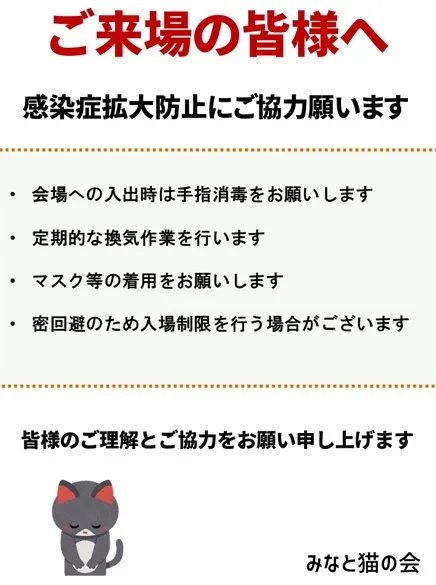 ご来場の皆様へ
感染症拡大防止にご協力願います
・ 会場への入出時は手指消毒をお願いします
・ 定期的な換気作業を行います
・ マスク等の着用をお願いします
・ 密回避のため入場制限を行う場合がございます
皆様のご理解とご協力をお願い申し上げます
みなと猫の会